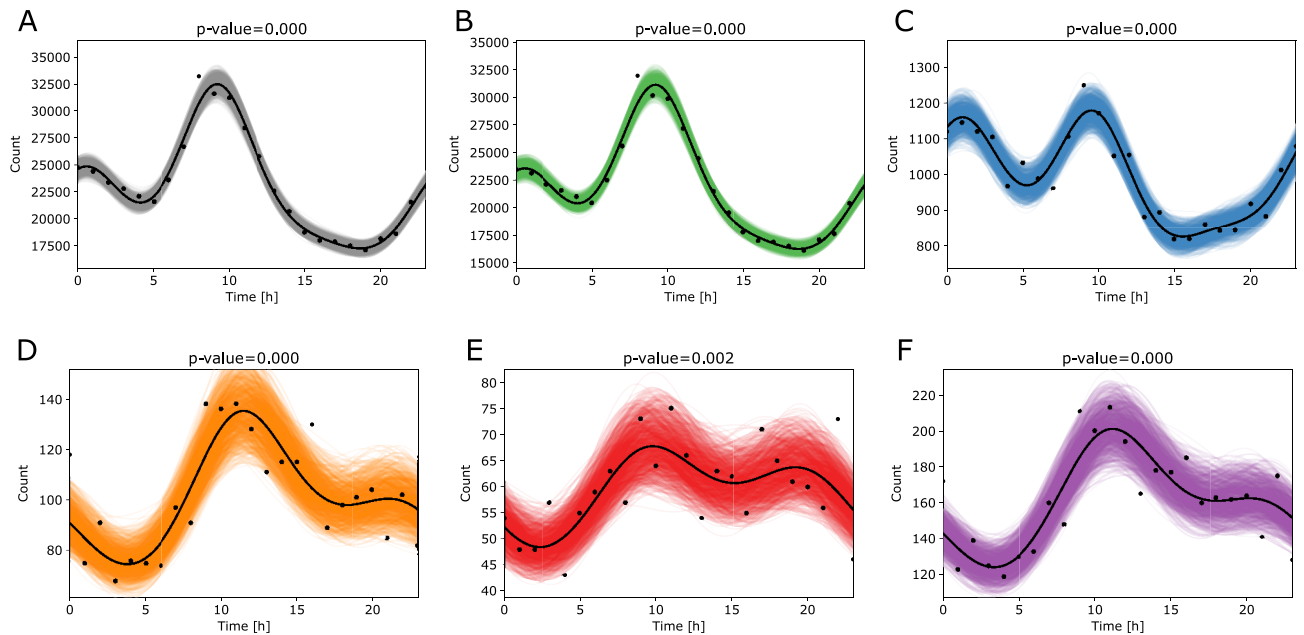 A
p-value=0.000
35000
32500
30000
27500
25000
22500
20000
17500
Count
0 5 10 15 20
Time [h]
B
p-value=0.000
35000
32500
30000
27500
25000
22500
20000
17500
15000
Count
0 5 10 15 20
Time [h]
C
p-value=0.000
1300
1200
1100
1000
900
800
Count
0 5 10 15 20
Time [h]
D
p-value=0.000
140
120
100
80
Count
0 5 10 15 20
Time [h]
E
p-value=0.002
80
75
70
65
60
55
50
45
40
Count
0 5 10 15 20
Time [h]
F
p-value=0.000
220
200
180
160
140
120
Count
0 5 10 15 20
Time [h]